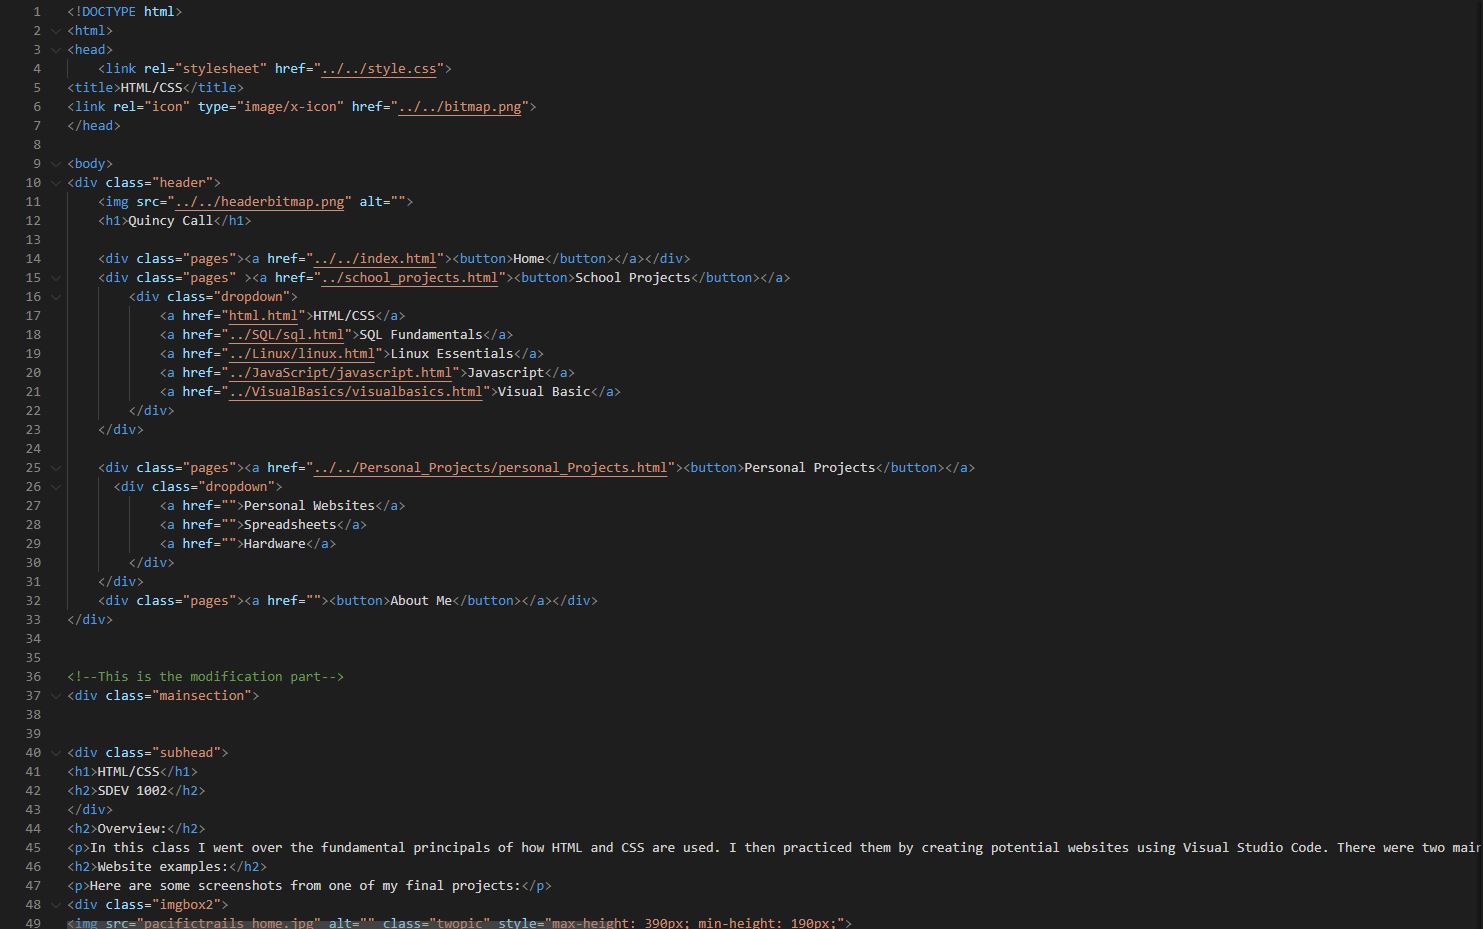 1 <!DOCTYPE html>
2 <html>
3 <head>
4 <link rel="stylesheet" href="../../style.css">
5 <title>HTML/CSS</title>
6 <link rel="icon" type="image/x-icon" href="../../bitmap.png">
7 </head>
8
9 <body>
10 <div class="header">
11 <img src="../../headerbitmap.png" alt="">
12 <h1>Quincy Call</h1>
13
14 <div class="pages"><a href="../../index.html"><button>Home</button></a></div>
15 <div class="pages" ><a href="../school_projects.html"><button>School Projects</button></a>
16 <div class="dropdown">
17 <a href="html.html">HTML/CSS</a>
18 <a href="../SQL/sql.html">SQL Fundamentals</a>
19 <a href="../Linux/linux.html">Linux Essentials</a>
20 <a href="../JavaScript/javascript.html">Javascript</a>
21 <a href="../VisualBasics/visualbasics.html">Visual Basic</a>
22 </div>
23 </div>
24
25 <div class="pages"><a href="../../Personal_Projects/personal_Projects.html"><button>Personal Projects</button></a>
26 <div class="dropdown">
27 <a href="">Personal Websites</a>
28 <a href="">Spreadsheets</a>
29 <a href="">Hardware</a>
30 </div>
31 </div>
32 <div class="pages"><a href=""><button>About Me</button></a></div>
33 </div>
34
35
36 <!--This is the modification part-->
37 <div class="mainsection">
38
39
40 <div class="subhead">
41 <h1>HTML/CSS</h1>
42 <h2>SDEV 1002</h2>
43 </div>
44 <h2>Overview:</h2>
45 <p>In this class I went over the fundamental principals of how HTML and CSS are used. I then practiced them by creating potential websites using Visual Studio Code. There were two main
46 <h2>Website examples:</h2>
47 <p>Here are some screenshots from one of my final projects:</p>
48 <div class="imgbox2">
49 <img src="pacifictrails_home.jpg" alt="" class="twopic" style="max-height: 390px; min-height: 190px;">